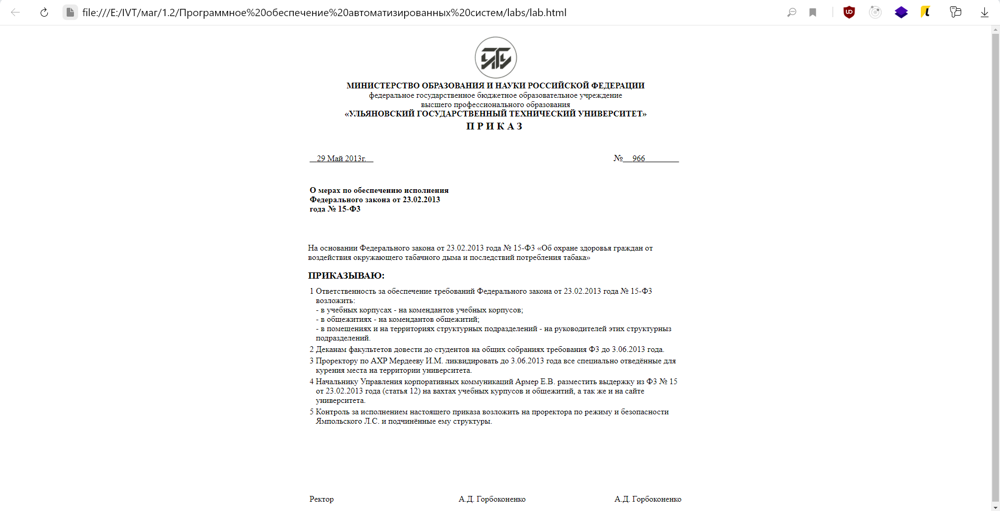 file:///E:/IVT/маг/1.2/Программное%20обеспечение%20автоматизированных%20систем/labs/lab.html
МИНИСТЕРСТВО ОБРАЗОВАНИЯ И НАУКИ РОССИЙСКОЙ ФЕДЕРАЦИИ
федеральное государственное бюджетное образовательное учреждение
высшего профессионального образования
«УЛЬЯНОВСКИЙ ГОСУДАРСТВЕННЫЙ ТЕХНИЧЕСКИЙ УНИВЕРСИТЕТ»
П Р И К А З
__29 Май 2013г.__ №__966________
О мерах по обеспечению исполнения
Федерального закона от 23.02.2013
года № 15-ФЗ
На основании Федерального закона от 23.02.2013 года № 15-ФЗ «Об охране здоровья граждан от
воздействия окружающего табачного дыма и последствий потребления табака»
ПРИКАЗЫВАЮ:
1 Ответственность за обеспечение требований Федерального закона от 23.02.2013 года № 15-ФЗ
возложить:
- в учебных корпусах - на комендантов учебных корпусов;
- в общежитиях - на комендантов общежитий;
- в помещениях и на территориях структурных подразделений - на руководителей этих структурныз
подразделений.
2 Деканам факультетов довести до студентов на общих собраниях требования ФЗ до 3.06.2013 года.
3 Проректору по АХР Мердееву И.М. ликвидировать до 3.06.2013 года все специально отведённые для
курения места на территории университета.
4 Начальнику Управления корпоративных коммуникаций Армер Е.В. разместить выдержку из ФЗ № 15
от 23.02.2013 года (статья 12) на вахтах учебных курпусов и общежитий, а так же и на сайте
университета.
5 Контроль за исполнением настоящего приказа возложить на проректора по режиму и безопасности
Ямпольского Л.С. и подчинённые ему структуры.
Ректор А.Д. Горбоконенко А.Д. Горбоконенко